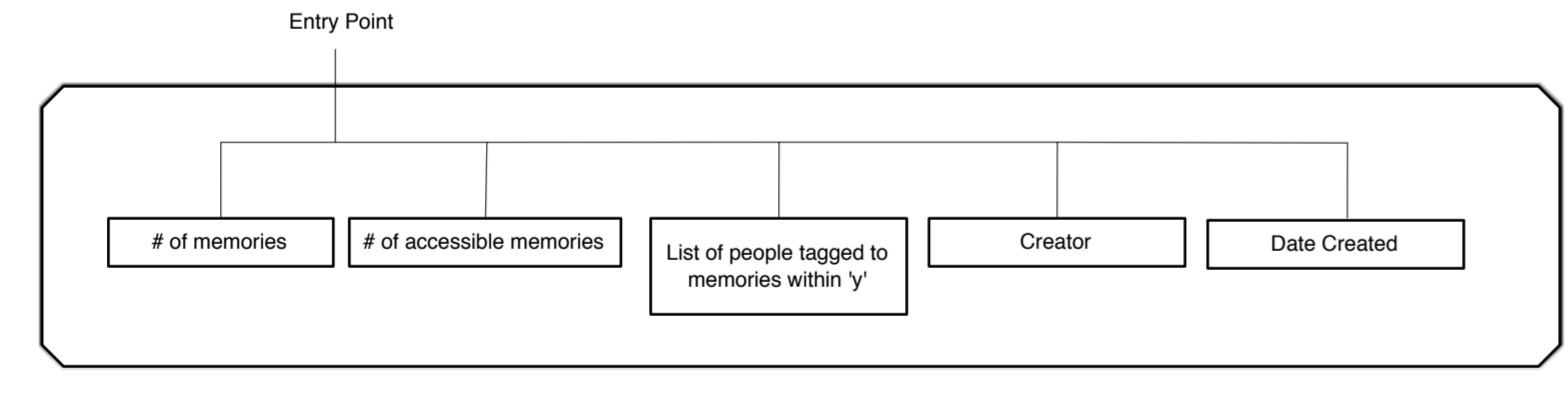 Entry Point
# of memories
# of accessible memories
List of people tagged to
memories within 'y'
Creator
Date Created